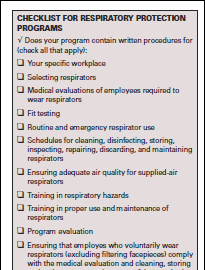 CHECKLIST FOR RESPIRATORY PROTECTION
PROGRAMS
√ Does your program contain written procedures for
(check all that apply):
❑ Your specific workplace
❑ Selecting respirators
❑ Medical evaluations of employees required to
wear respirators
❑ Fit testing
❑ Routine and emergency respirator use
❑ Schedules for cleaning, disinfecting, storing,
inspecting, repairing, discarding, and maintaining
respirators
❑ Ensuring adequate air quality for supplied-air
respirators
❑ Training in respiratory hazards
❑ Training in proper use and maintenance of
respirators
❑ Program evaluation
❑ Ensuring that employes who voluntarily wear
respirators (excluding filtering facepieces) comply
with the medical evaluation and cleaning, storing